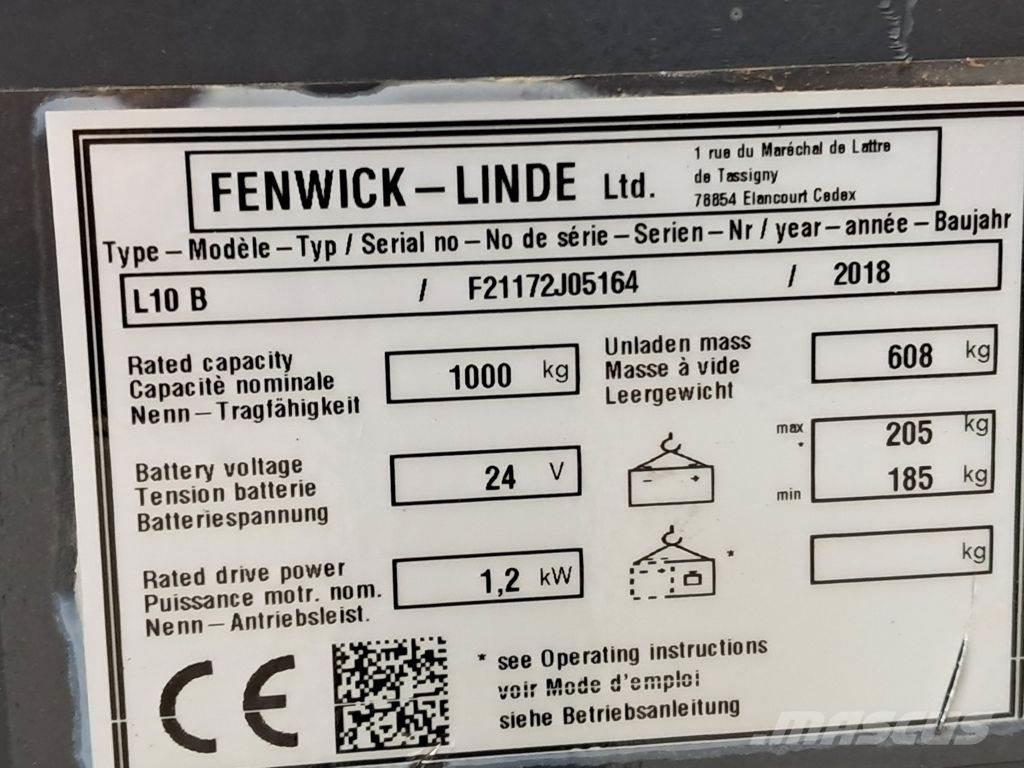 FENWICK – LINDE Ltd.
1 rue du Maréchal de Lattre
de Tassigny
78854 Elancourt Cedex
Type – Modèle – Typ / Serial no – No de série – Serien – Nr / year – année – Baujahr
L10 B / F21172J05164 / 2018
Rated capacity
Capacitè nominale
Nenn – Tragfähigkeit
1000 kg
Unladen mass
Masse à vide
Leergewicht
608 kg
Battery voltage
Tension batterie
Batteriespannung
24 V
max * 205 kg
min 185 kg
Rated drive power
Puissance motr. nom.
Nenn – Antriebsleist.
1,2 kW
* kg
CE
* see Operating instructions
voir Mode d'emploi
siehe Betriebsanleitung
MASCUS